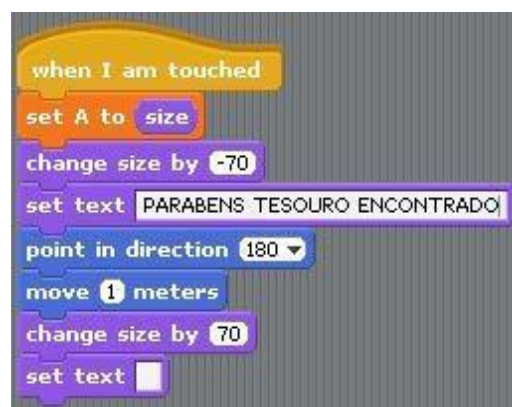 when I am touched
set A to size
change size by -70
set text PARABENS TESOURO ENCONTRADO
point in direction 180
move 1 meters
change size by 70
set text